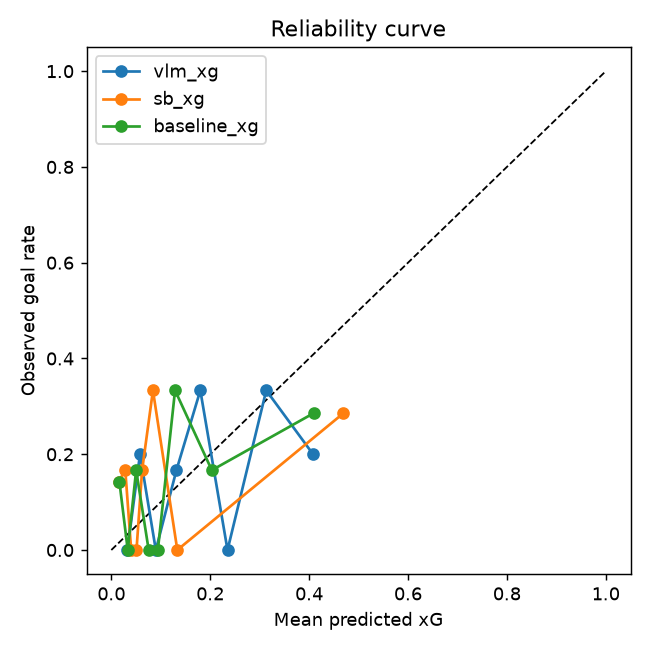 Reliability curve
vlm_xg
sb_xg
baseline_xg
1.0
0.8
0.6
0.4
0.2
0.0
Observed goal rate
0.0 0.2 0.4 0.6 0.8 1.0
Mean predicted xG